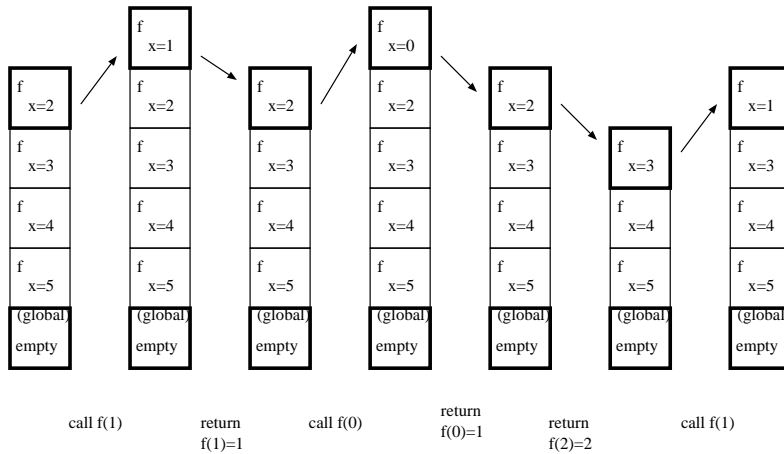 f
x=1
f
x=0
f
x=2
f
x=2
f
x=2
f
x=2
f
x=2
f
x=1
f
x=3
f
x=3
f
x=3
f
x=3
f
x=3
f
x=3
f
x=3
f
x=4
f
x=4
f
x=4
f
x=4
f
x=4
f
x=4
f
x=4
f
x=5
f
x=5
f
x=5
f
x=5
f
x=5
f
x=5
f
x=5
(global) (global) (global) (global) (global) (global) (global)
empty empty empty empty empty empty empty
call f(1)
return
f(1)=1
call f(0)
return
f(0)=1
return
f(2)=2
call f(1)